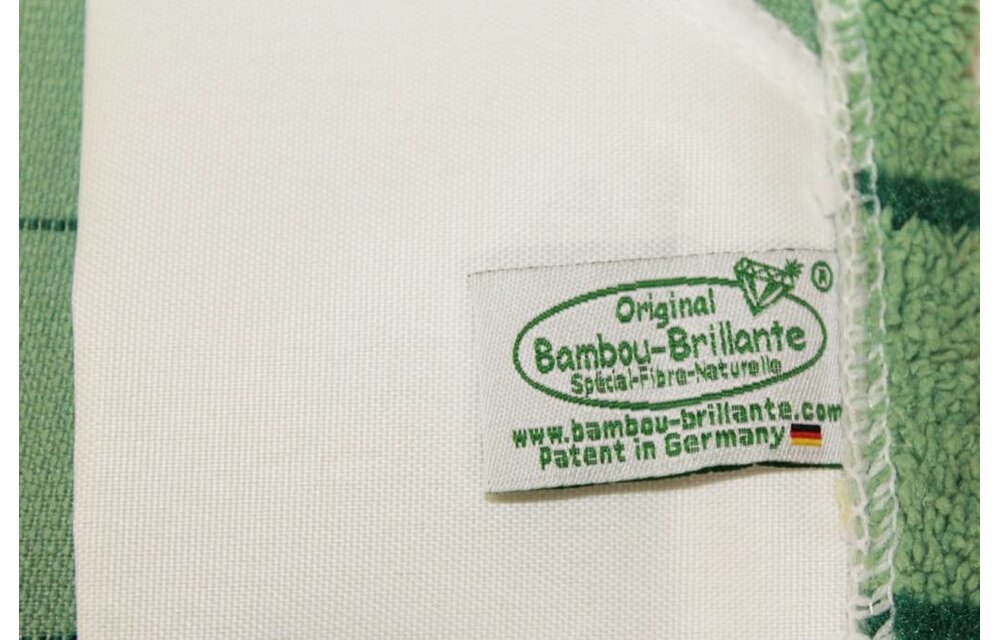 Original
®
Bambou-Brillante
Spécial-Fibre-Naturelle
www.bambou-brillante.com
Patent in Germany